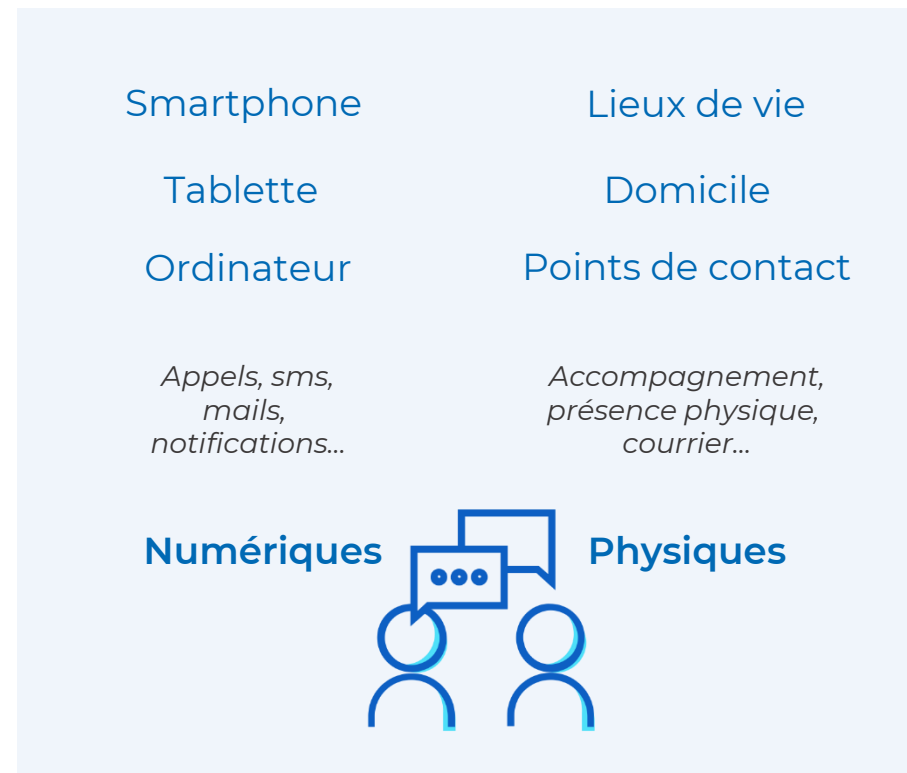 Smartphone
Lieux de vie
Tablette
Domicile
Ordinateur
Points de contact
Appels, sms,
mails,
notifications...
Accompagnement,
présence physique,
courrier...
Numériques
Physiques